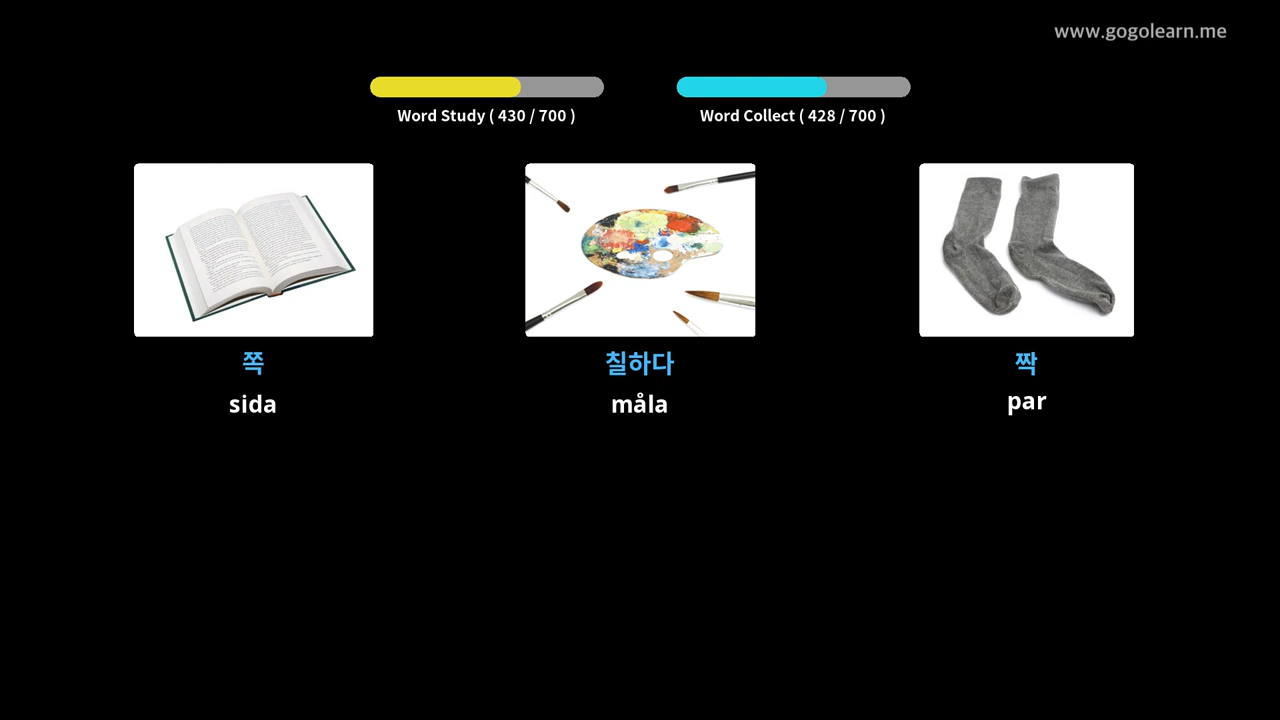 www.gogolearn.me
Word Study ( 430 / 700 )
Word Collect ( 428 / 700 )
쪽
칠하다
짝
sida
måla
par